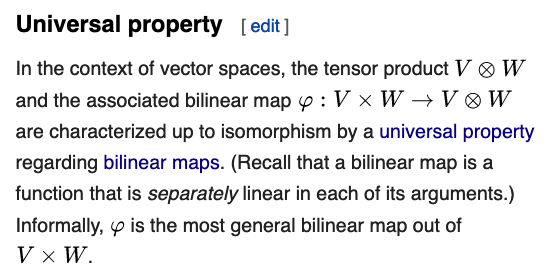 Universal property [ edit ]
In the context of vector spaces, the tensor product V ⊗ W
and the associated bilinear map φ : V × W → V ⊗ W
are characterized up to isomorphism by a universal property
regarding bilinear maps. (Recall that a bilinear map is a
function that is separately linear in each of its arguments.)
Informally, φ is the most general bilinear map out of
V × W.